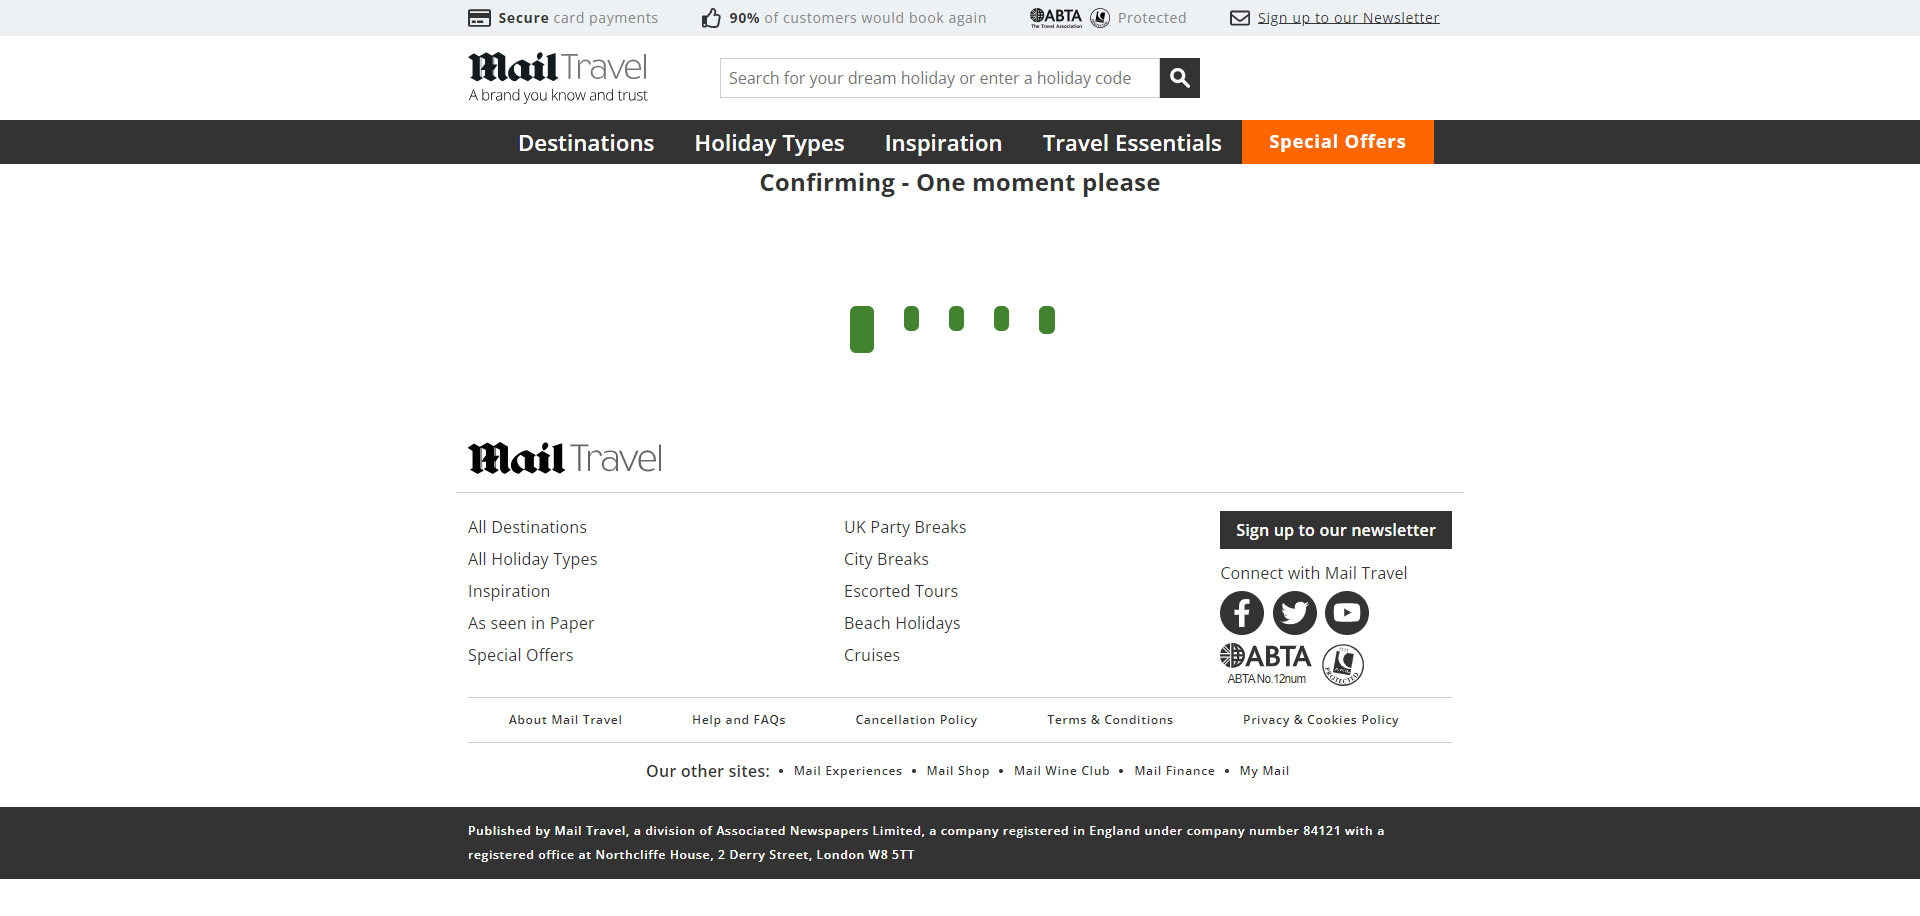 Secure card payments
90% of customers would book again
ABTA
The Travel Association
Protected
Sign up to our Newsletter
Mail Travel
A brand you know and trust
Search for your dream holiday or enter a holiday code
Destinations
Holiday Types
Inspiration
Travel Essentials
Special Offers
Confirming - One moment please
Mail Travel
All Destinations
All Holiday Types
Inspiration
As seen in Paper
Special Offers
UK Party Breaks
City Breaks
Escorted Tours
Beach Holidays
Cruises
Sign up to our newsletter
Connect with Mail Travel
ABTA
ABTA No.12num
PROTECTED
About Mail Travel
Help and FAQs
Cancellation Policy
Terms & Conditions
Privacy & Cookies Policy
Our other sites: • Mail Experiences • Mail Shop • Mail Wine Club • Mail Finance • My Mail
Published by Mail Travel, a division of Associated Newspapers Limited, a company registered in England under company number 84121 with a
registered office at Northcliffe House, 2 Derry Street, London W8 5TT